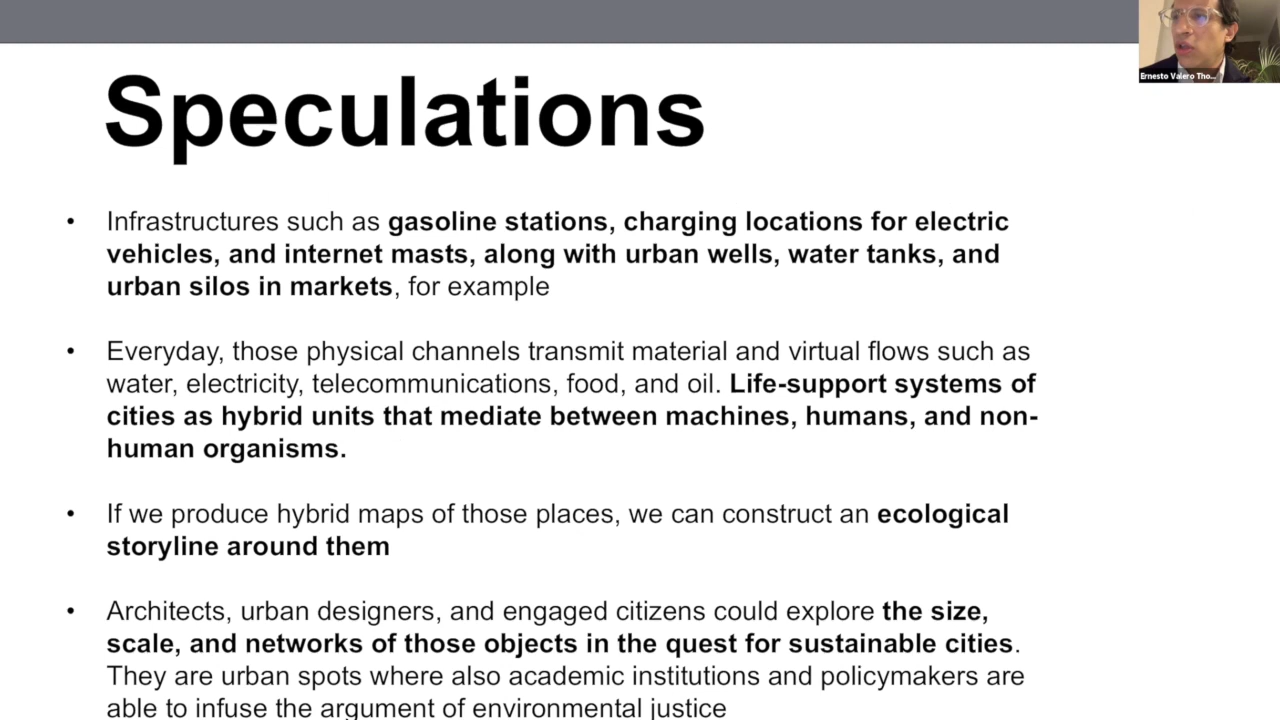 Ernesto Valero Tho...
Speculations
• Infrastructures such as gasoline stations, charging locations for electric
vehicles, and internet masts, along with urban wells, water tanks, and
urban silos in markets, for example
• Everyday, those physical channels transmit material and virtual flows such as
water, electricity, telecommunications, food, and oil. Life-support systems of
cities as hybrid units that mediate between machines, humans, and non-
human organisms.
• If we produce hybrid maps of those places, we can construct an ecological
storyline around them
• Architects, urban designers, and engaged citizens could explore the size,
scale, and networks of those objects in the quest for sustainable cities.
They are urban spots where also academic institutions and policymakers are
able to infuse the argument of environmental justice